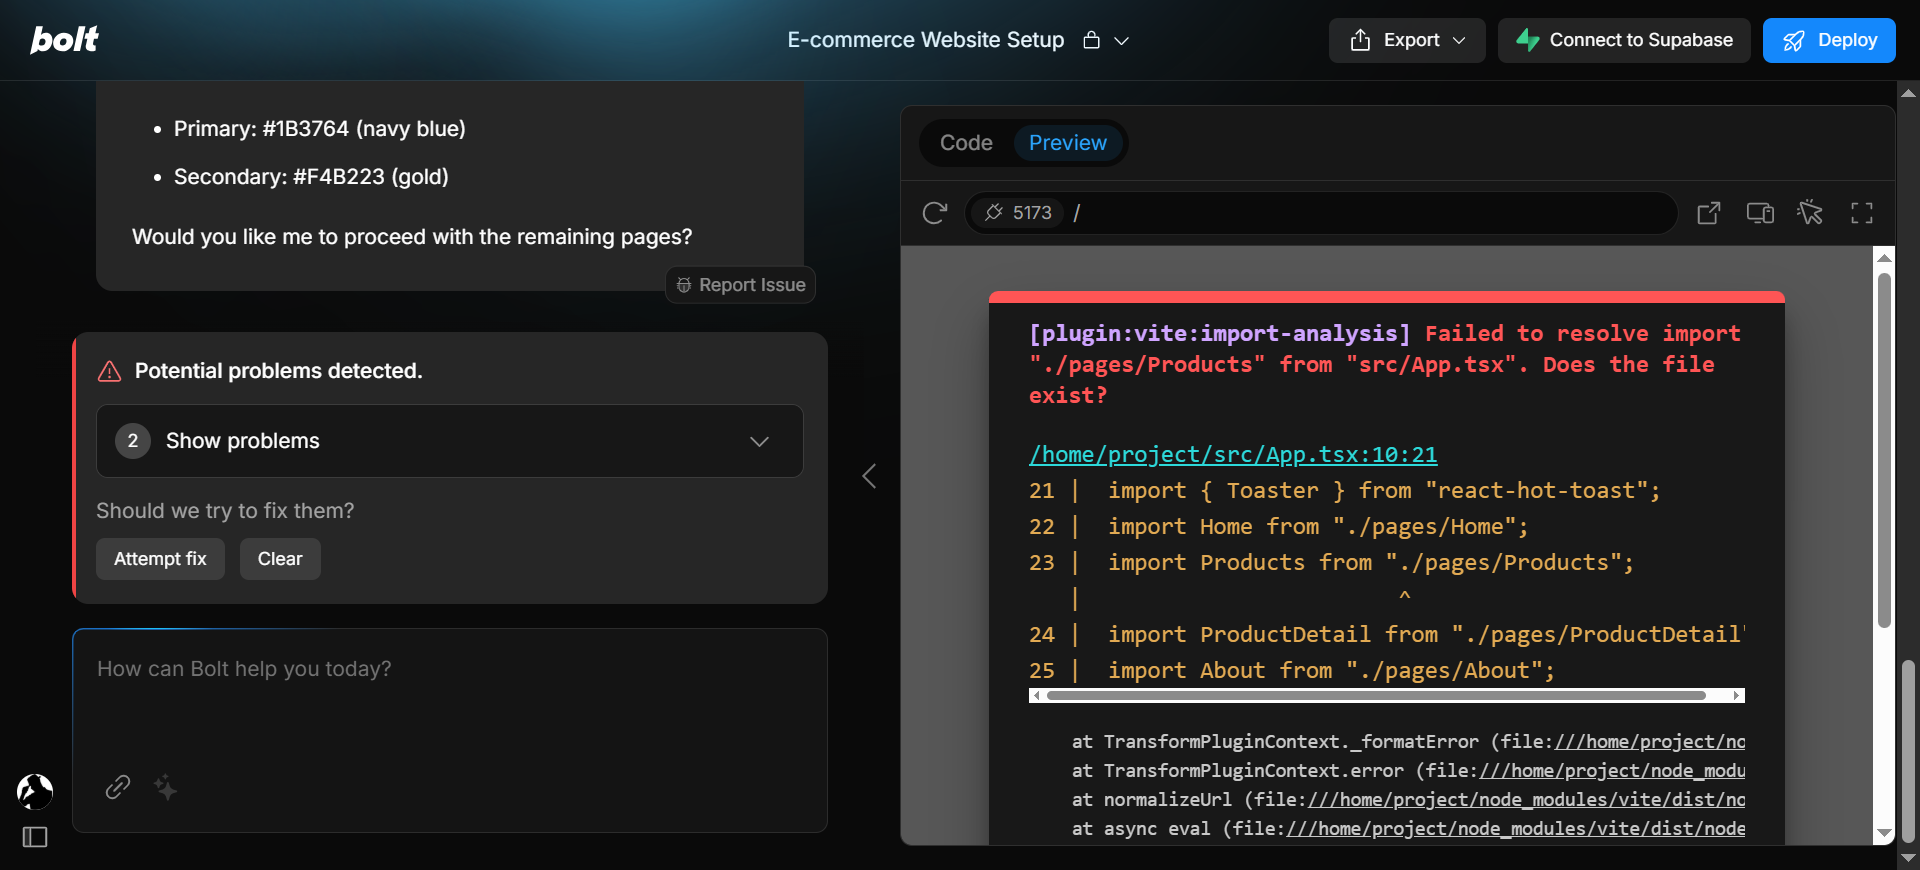 bolt
E-commerce Website Setup
Export
Connect to Supabase
Deploy
• Primary: #1B3764 (navy blue)
• Secondary: #F4B223 (gold)
Would you like me to proceed with the remaining pages?
Report Issue
Potential problems detected.
2 Show problems
Should we try to fix them?
Attempt fix
Clear
How can Bolt help you today?
Code
Preview
5173 /
[plugin:vite:import-analysis] Failed to resolve import
"./pages/Products" from "src/App.tsx". Does the file
exist?
/home/project/src/App.tsx:10:21
21 |  import { Toaster } from "react-hot-toast";
22 |  import Home from "./pages/Home";
23 |  import Products from "./pages/Products";
   |                         ^
24 |  import ProductDetail from "./pages/ProductDetail"
25 |  import About from "./pages/About";
at TransformPluginContext._formatError (file:///home/project/no
at TransformPluginContext.error (file:///home/project/node_modu
at normalizeUrl (file:///home/project/node_modules/vite/dist/no
at async eval (file:///home/project/node_modules/vite/dist/node